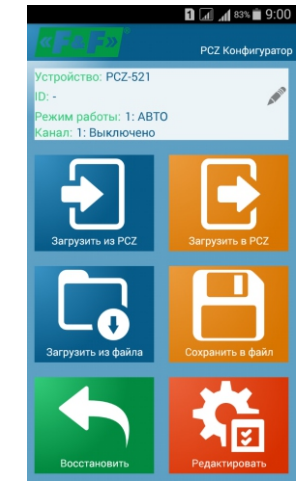 1 83% 9:00
«F&F»
PCZ Конфигуратор
Устройство: PCZ-521
ID: -
Режим работы: 1: АВТО
Канал: 1: Выключено
Загрузить из PCZ
Загрузить в PCZ
Загрузить из файла
Сохранить в файл
Восстановить
Редактировать